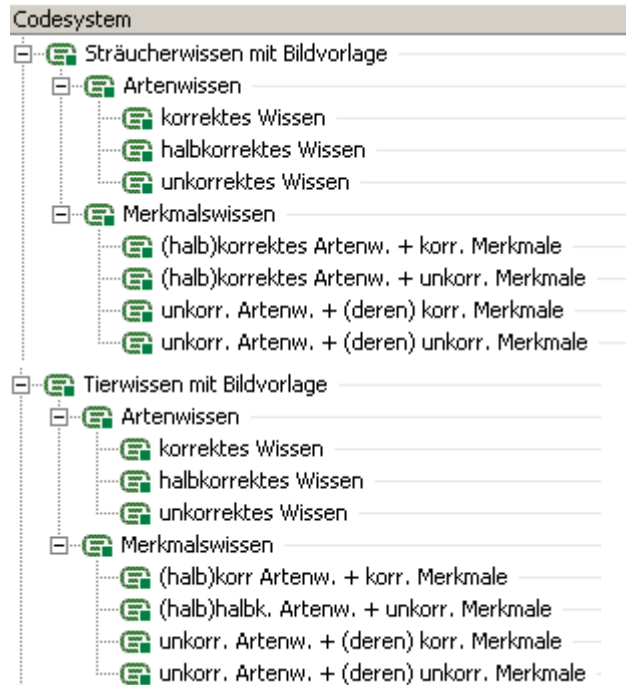 Codesystem
Sträucherwissen mit Bildvorlage
Artenwissen
korrektes Wissen
halbkorrektes Wissen
unkorrektes Wissen
Merkmalswissen
(halb)korrektes Artenw. + korr. Merkmale
(halb)korrektes Artenw. + unkorr. Merkmale
unkorr. Artenw. + (deren) korr. Merkmale
unkorr. Artenw. + (deren) unkorr. Merkmale
Tierwissen mit Bildvorlage
Artenwissen
korrektes Wissen
halbkorrektes Wissen
unkorrektes Wissen
Merkmalswissen
(halb)korr Artenw. + korr. Merkmale
(halb)halbk. Artenw. + unkorr. Merkmale
unkorr. Artenw. + (deren) korr. Merkmale
unkorr. Artenw. + (deren) unkorr. Merkmale